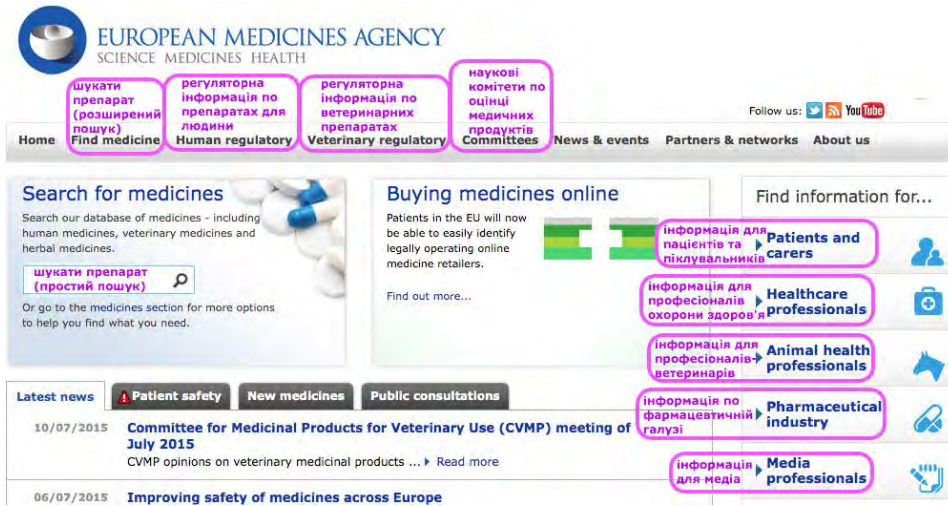 EUROPEAN MEDICINES AGENCY
SCIENCE MEDICINES HEALTH
шукати
препарат
(розширений
пошук)
регуляторна
інформація по
препаратах для
людини
регуляторна
інформація по
ветеринарних
препаратах
наукові
комітети по
оцінці
медичних
продуктів
Follow us: You Tube
Home Find medicine Human regulatory Veterinary regulatory Committees News & events Partners & networks About us
Search for medicines
Search our database of medicines - including
human medicines, veterinary medicines and
herbal medicines.
шукати препарат
(простий пошук)
Or go to the medicines section for more options
to help you find what you need.
Buying medicines online
Patients in the EU will now
be able to easily identify
legally operating online
medicine retailers.
Find out more...
Find information for...
інформація для
пацієнтів та
піклувальників
Patients and
carers
інформація для
професіоналів
охорони здоров'я
Healthcare
professionals
інформація для
професіоналів-
ветеринарів
Animal health
professionals
інформація по
фармацевтичній
галузі
Pharmaceutical
industry
інформація
для медіа
Media
professionals
Latest news Patient safety New medicines Public consultations
10/07/2015 Committee for Medicinal Products for Veterinary Use (CVMP) meeting of
July 2015
CVMP opinions on veterinary medicinal products ... Read more
06/07/2015 Improving safety of medicines across Europe